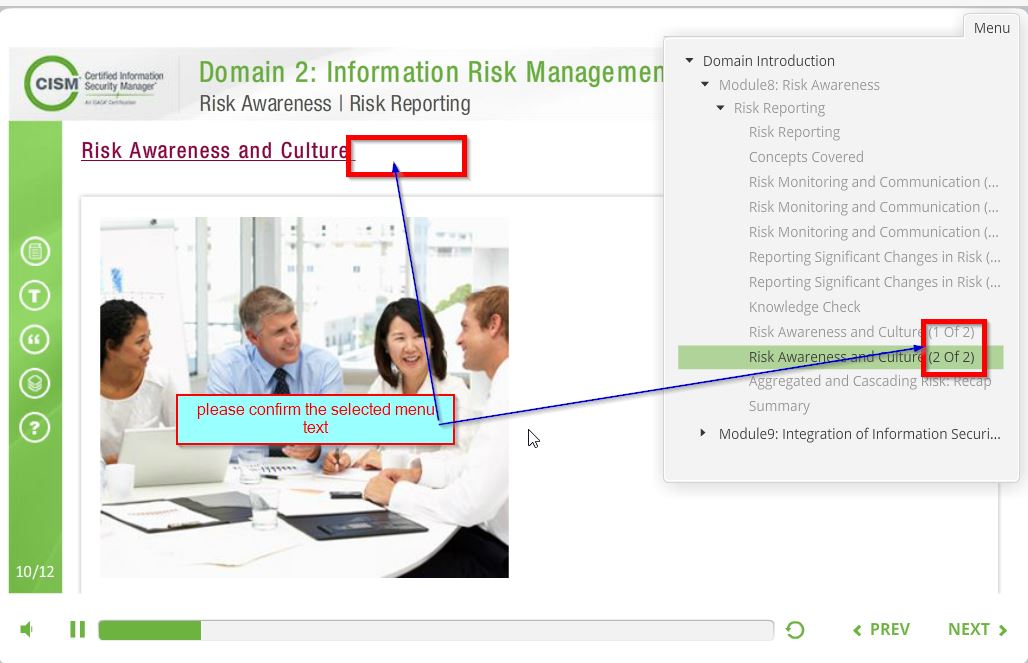 Menu
CISM
Certified Information
Security Manager®
An ISACA® Certification
Domain 2: Information Risk Managemen
Risk Awareness | Risk Reporting
Risk Awareness and Culture
T
“
?
10/12
please confirm the selected menu
text
Domain Introduction
Module8: Risk Awareness
Risk Reporting
Risk Reporting
Concepts Covered
Risk Monitoring and Communication (...
Risk Monitoring and Communication (...
Risk Monitoring and Communication (...
Reporting Significant Changes in Risk (...
Reporting Significant Changes in Risk (...
Knowledge Check
Risk Awareness and Culture (1 Of 2)
Risk Awareness and Culture (2 Of 2)
Aggregated and Cascading Risk: Recap
Summary
Module9: Integration of Information Securi...
PREV
NEXT